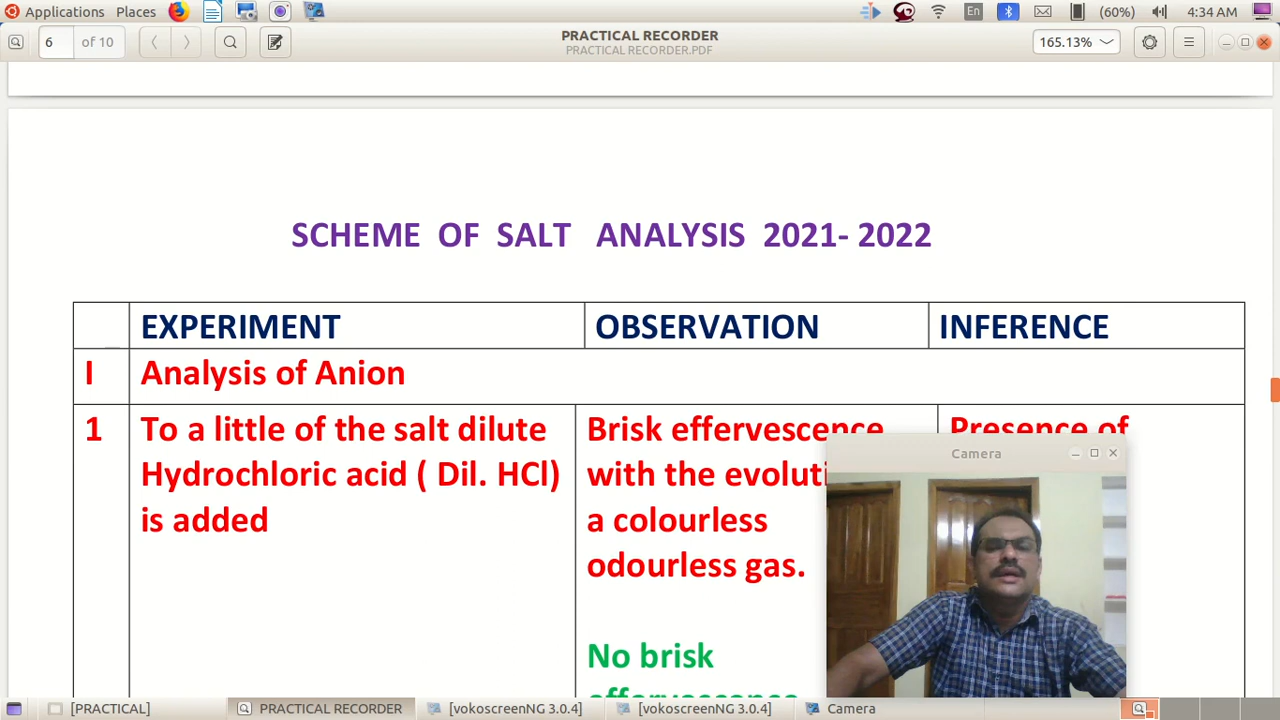 Applications Places En (60%) 4:34 AM
6 of 10 PRACTICAL RECORDER 165.13%
PRACTICAL RECORDER.PDF
SCHEME OF SALT ANALYSIS 2021- 2022
EXPERIMENT OBSERVATION INFERENCE
I Analysis of Anion
1 To a little of the salt dilute Brisk effervescence Presence of
Hydrochloric acid ( Dil. HCl) with the evoluti
is added a colourless
odourless gas.
No brisk
effervescence
Camera
[PRACTICAL] PRACTICAL RECORDER [vokoscreenNG 3.0.4] [vokoscreenNG 3.0.4] Camera